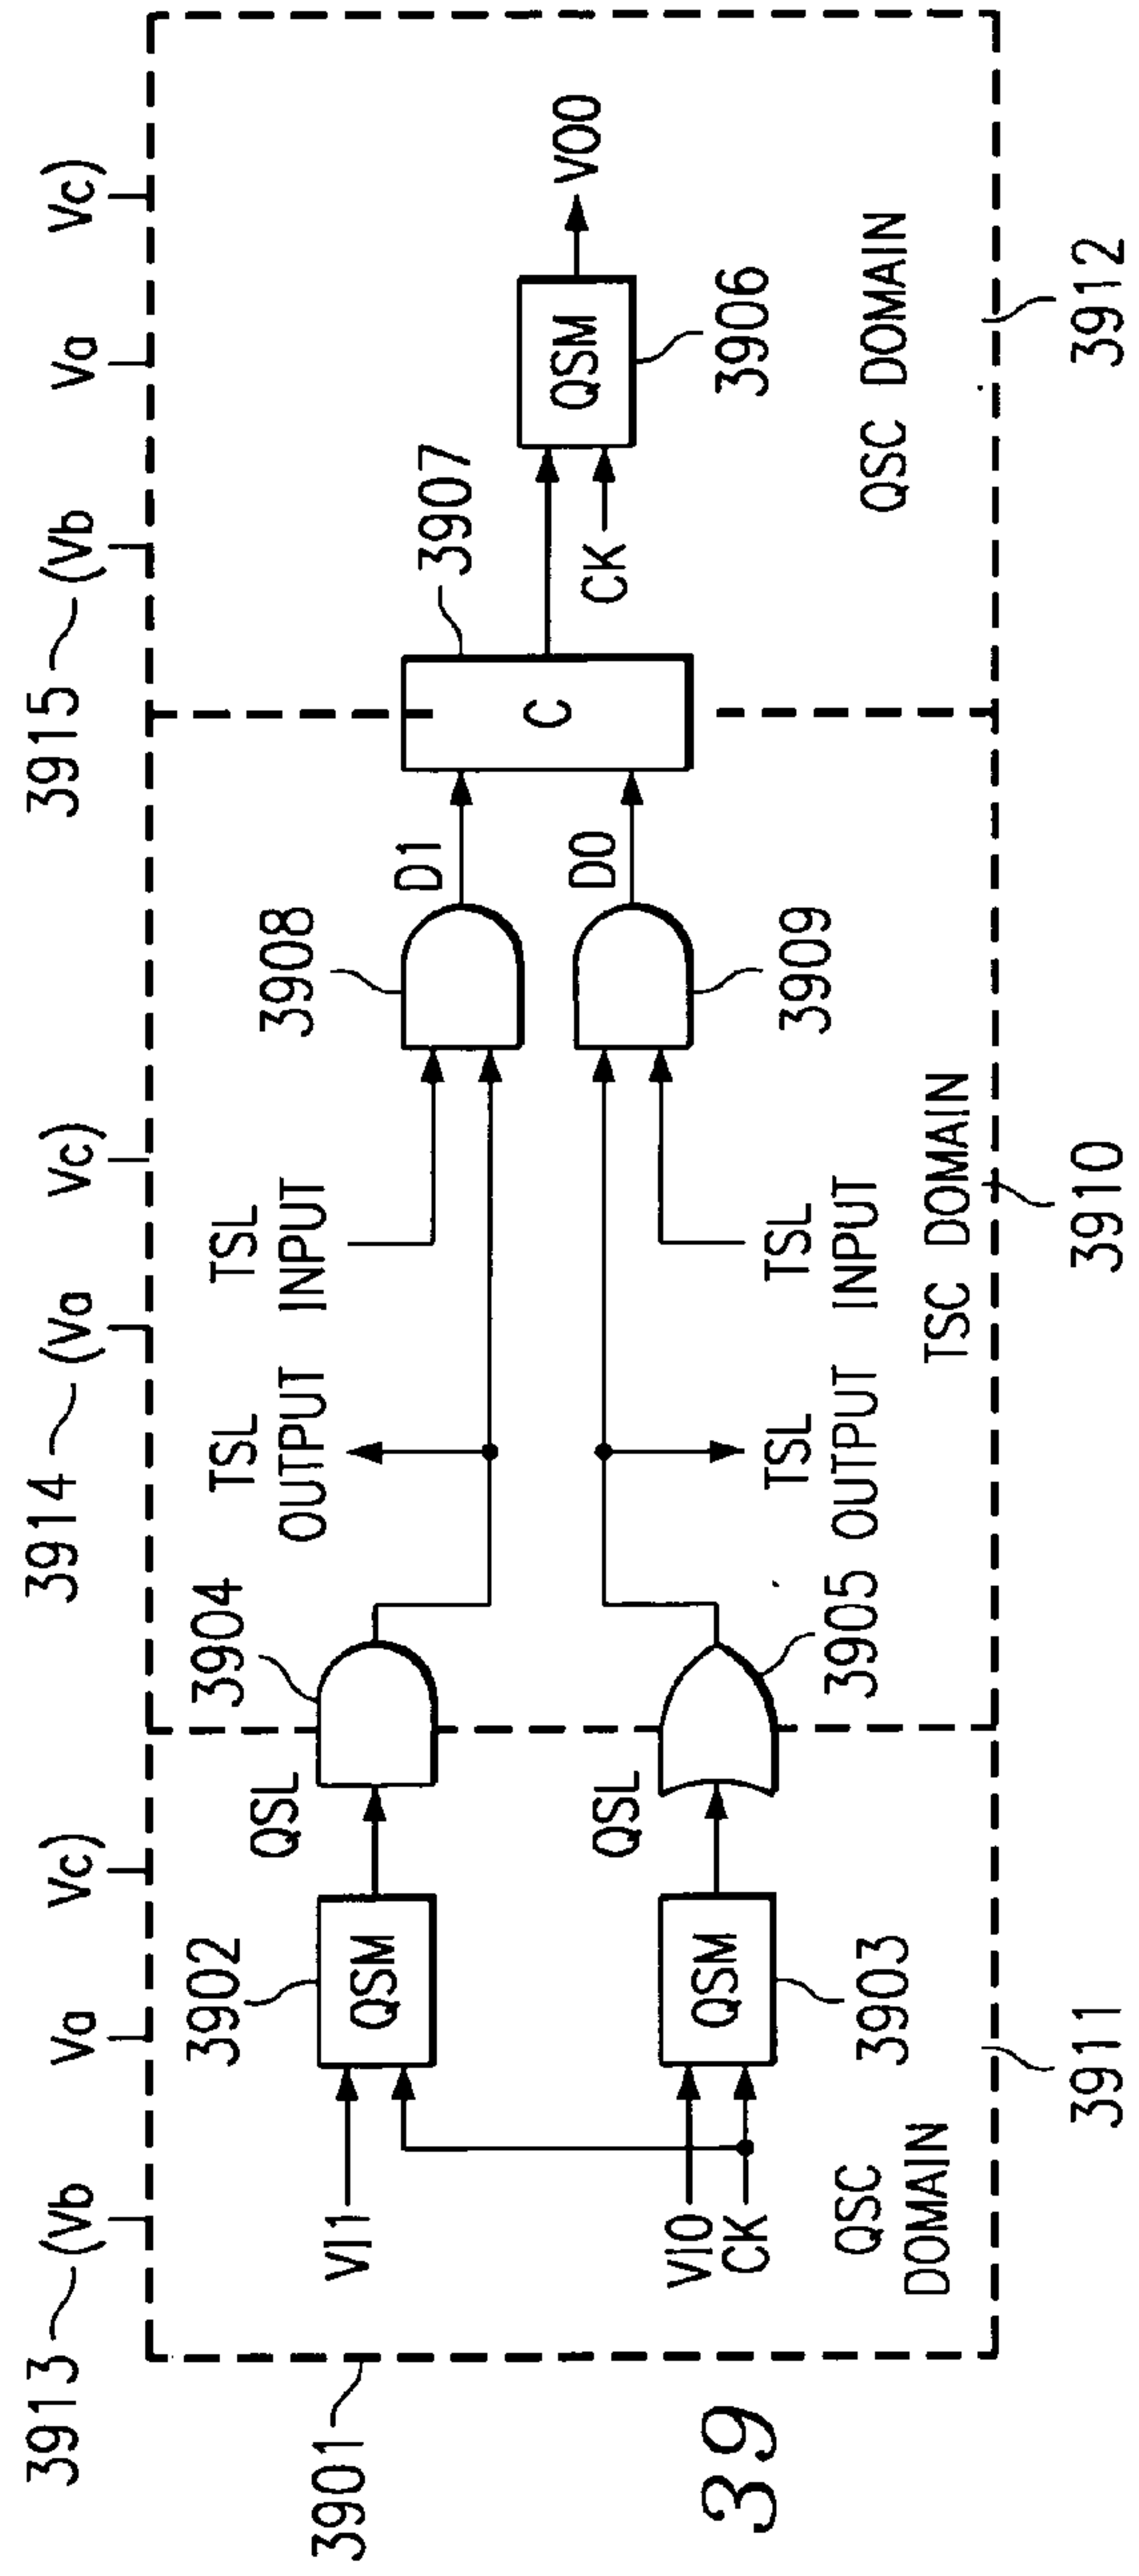 3913 (Vb Va Vc) 3914 (Va Vc) 3915 (Vb Va Vc)
3901
VI1
3902
QSM
QSL
3904
TSL
OUTPUT
TSL
INPUT
3908
D1
3907
C
VI0
CK
QSM
3903
QSL
3905
TSL
OUTPUT
TSL
INPUT
D0
3909
CK
QSM
3906
VO0
QSC
DOMAIN
TSC DOMAIN
QSC DOMAIN
3911
3910
3912
39